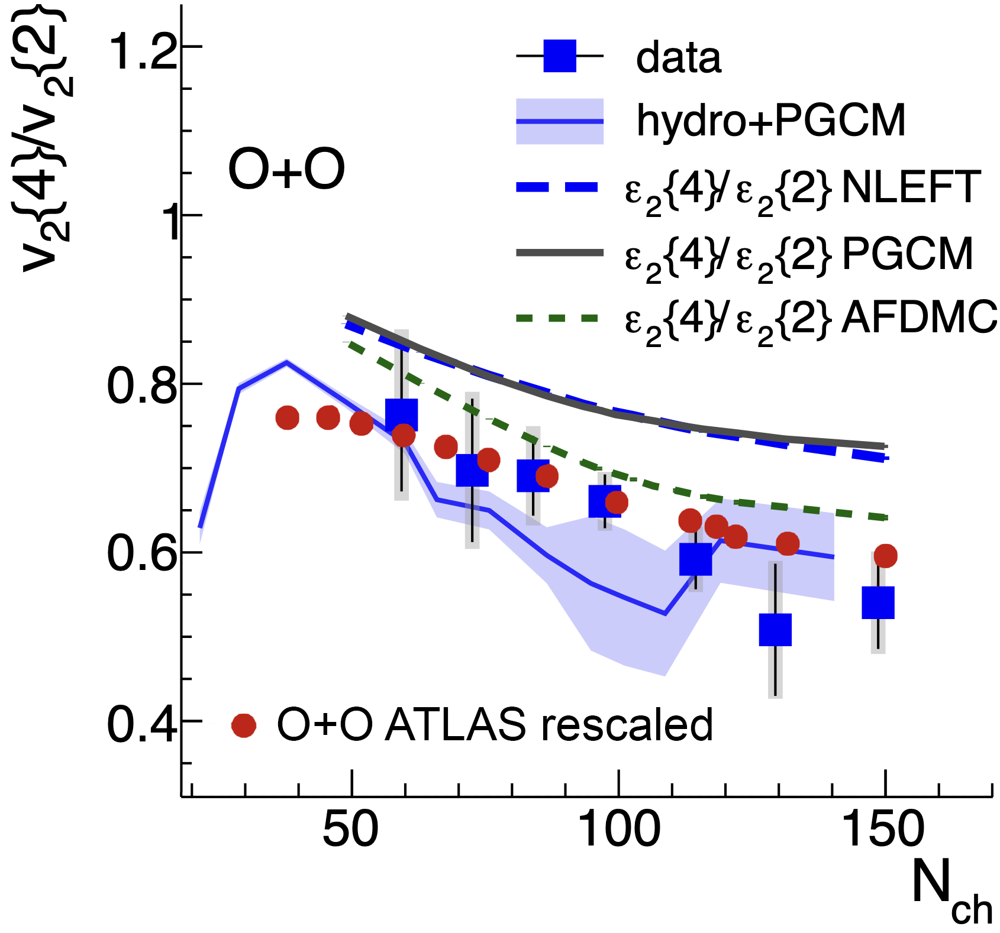 v₂{4}/v₂{2}
1.2
1
0.8
0.6
0.4
O+O
data
hydro+PGCM
ε₂{4}/ε₂{2} NLEFT
ε₂{4}/ε₂{2} PGCM
ε₂{4}/ε₂{2} AFDMC
O+O ATLAS rescaled
50 100 150
N_ch